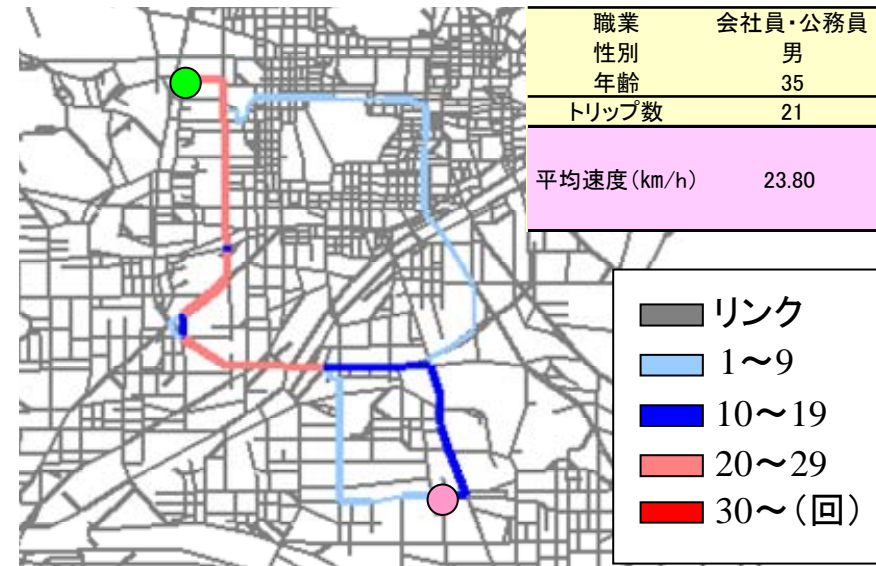 職業 会社員・公務員
性別 男
年齢 35
トリップ数 21
平均速度(km/h) 23.80
リンク
1~9
10~19
20~29
30~(回)